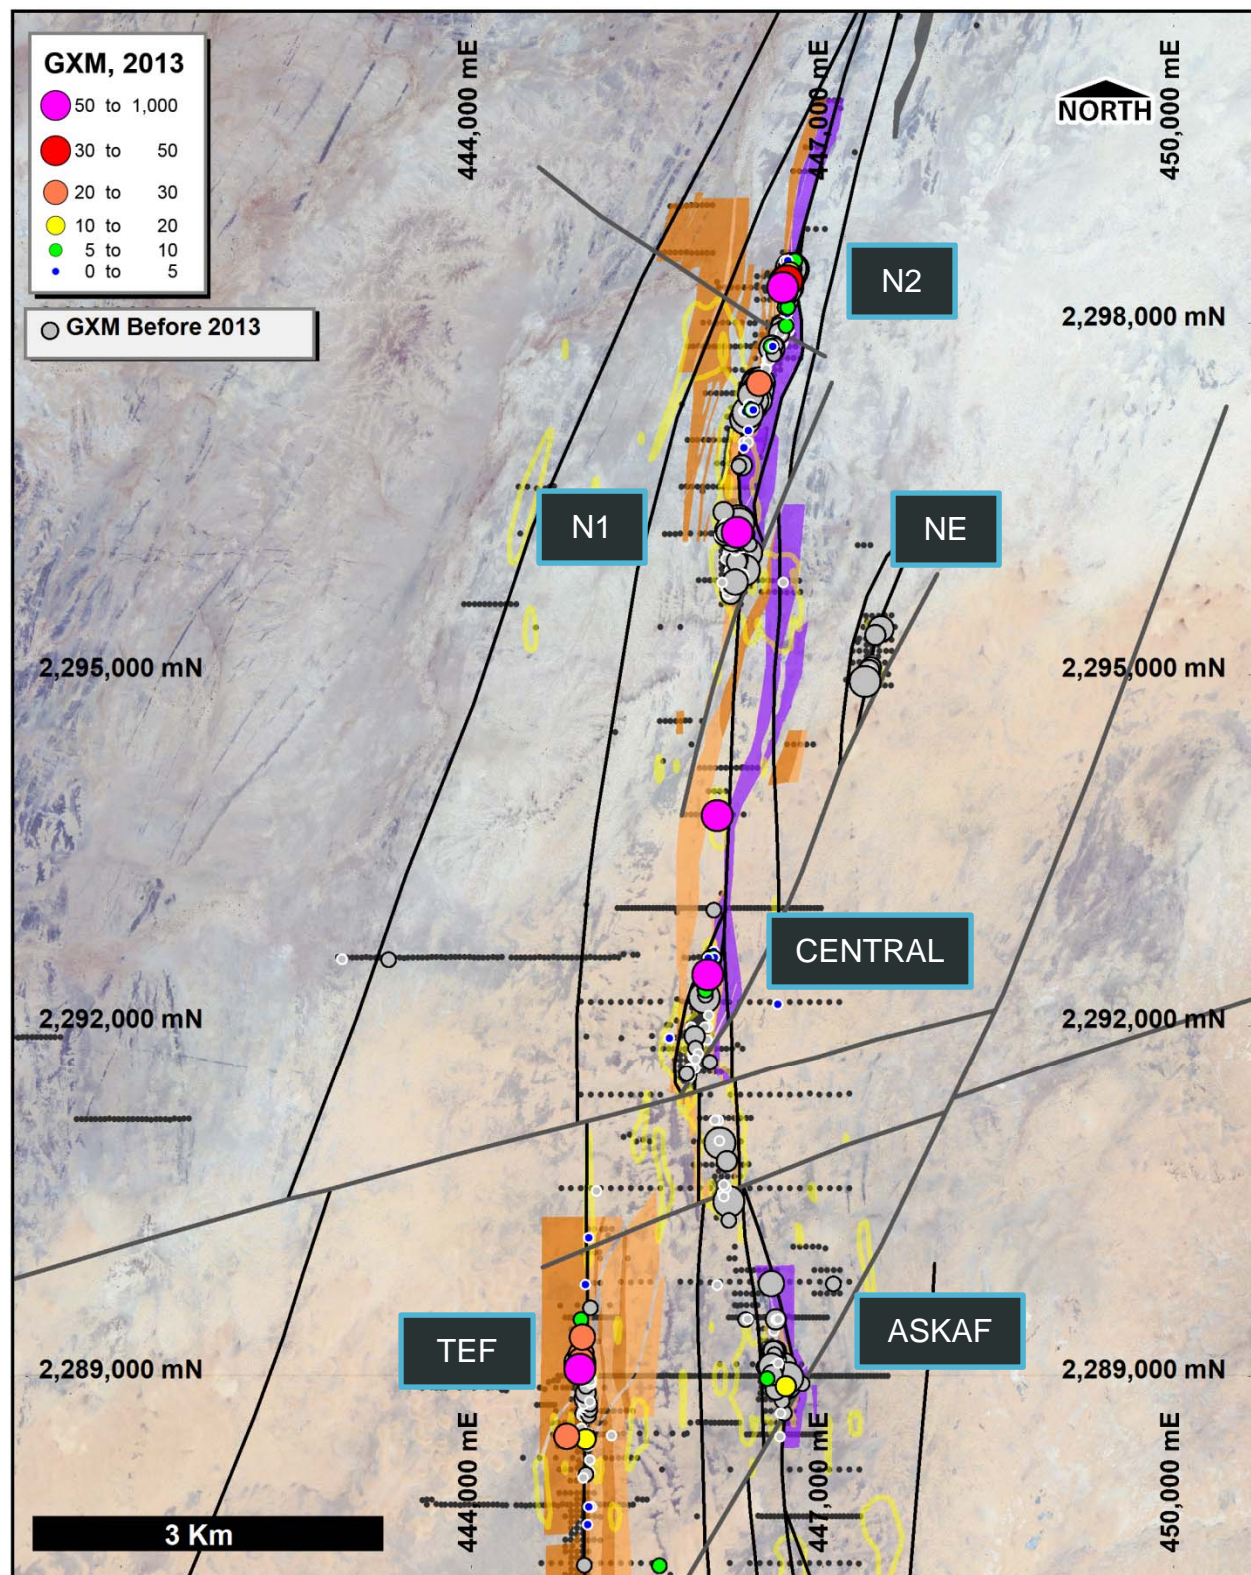 GXM, 2013
50 to 1,000
30 to 50
20 to 30
10 to 20
5 to 10
0 to 5
GXM Before 2013
444,000 mE
447,000 mE
450,000 mE
NORTH
N2
2,298,000 mN
N1
NE
2,295,000 mN
2,295,000 mN
CENTRAL
2,292,000 mN
2,292,000 mN
TEF
ASKAF
2,289,000 mN
2,289,000 mN
444,000 mE
447,000 mE
450,000 mE
3 Km